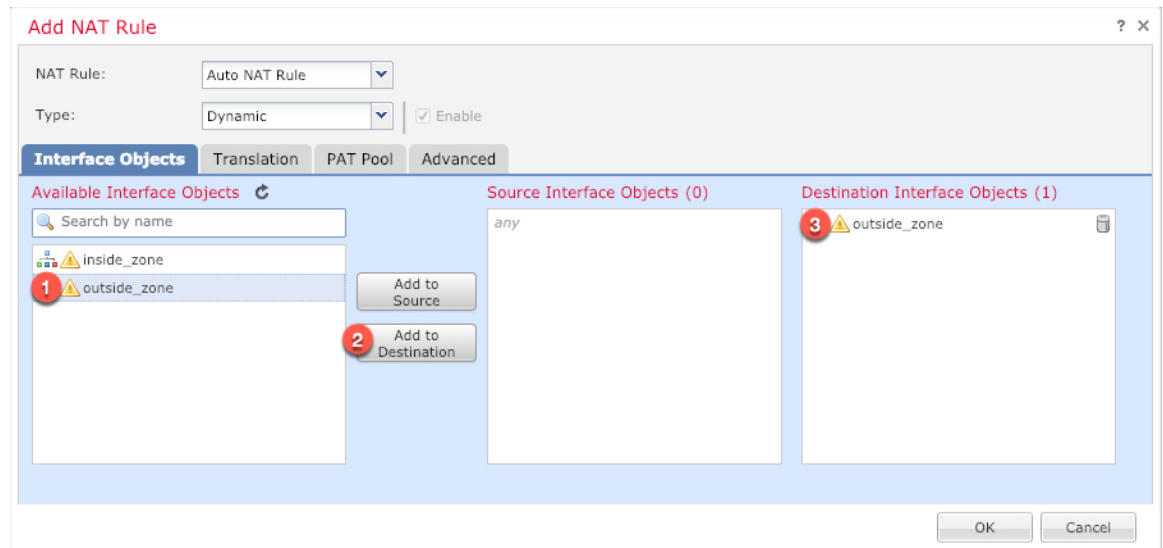 Add NAT Rule
? ×
NAT Rule:
Auto NAT Rule
Type:
Dynamic
Enable
Interface Objects
Translation
PAT Pool
Advanced
Available Interface Objects
Search by name
inside_zone
1
outside_zone
Add to
Source
2
Add to
Destination
Source Interface Objects (0)
any
Destination Interface Objects (1)
3
outside_zone
OK
Cancel